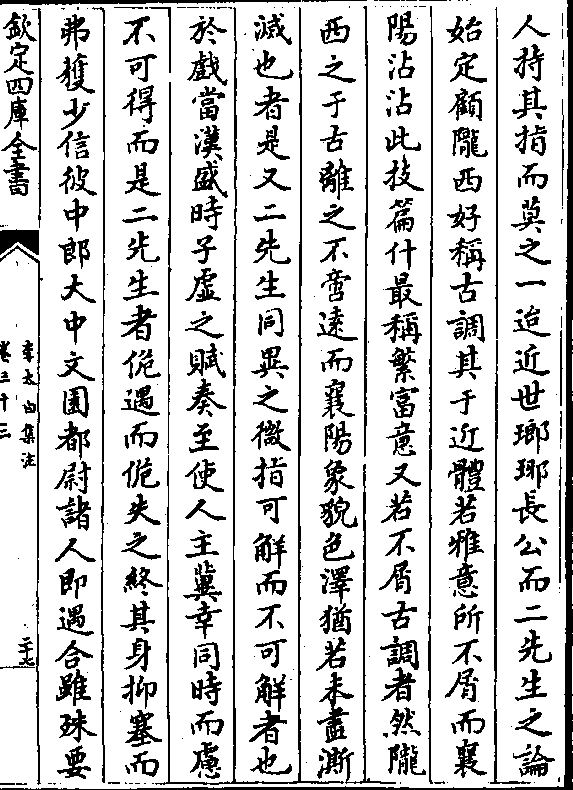 人持其指而莫之一迨近世瑯琊長公而二先生之論
始定顧隴西好稱古調其于近體若雅意所不屑而襄
陽沾沾此技篇什最稱繁富意又若不屑古調者然隴
西之于古離之不啻遠而襄陽象貌色澤猶若未盡澌
滅也者是又二先生同異之微指可解而不可解者也
於戲當漢盛時子虛之賦奏至使人主冀幸同時而慮
不可得而是二先生者佹遇而佹失之終其身抑塞而
弗獲少信彼中郎大中文園都尉諸人即遇合雖殊要
欽定四庫全書
李太白集注
卷三十三
二十七